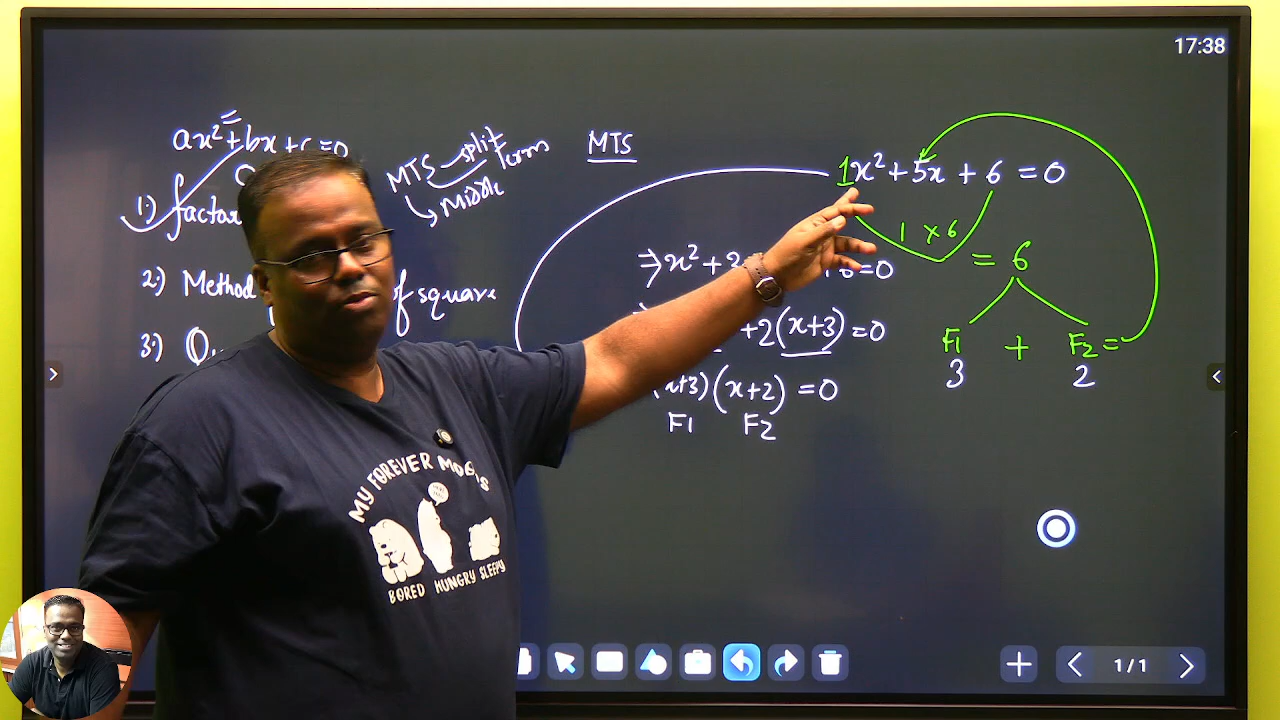 17:38
ax²+bx+c=0
1) factor
MTS split term
Middle
2) Method of square
3)
MTS
1x²+5x+6=0
1×6
=6
F1 + F2=
3 2
⇒x²+ =0
+2(x+3)=0
(x+3)(x+2)=0
F1 F2
MY FOREVER
BORED HUNGRY SLEEPY
1/1